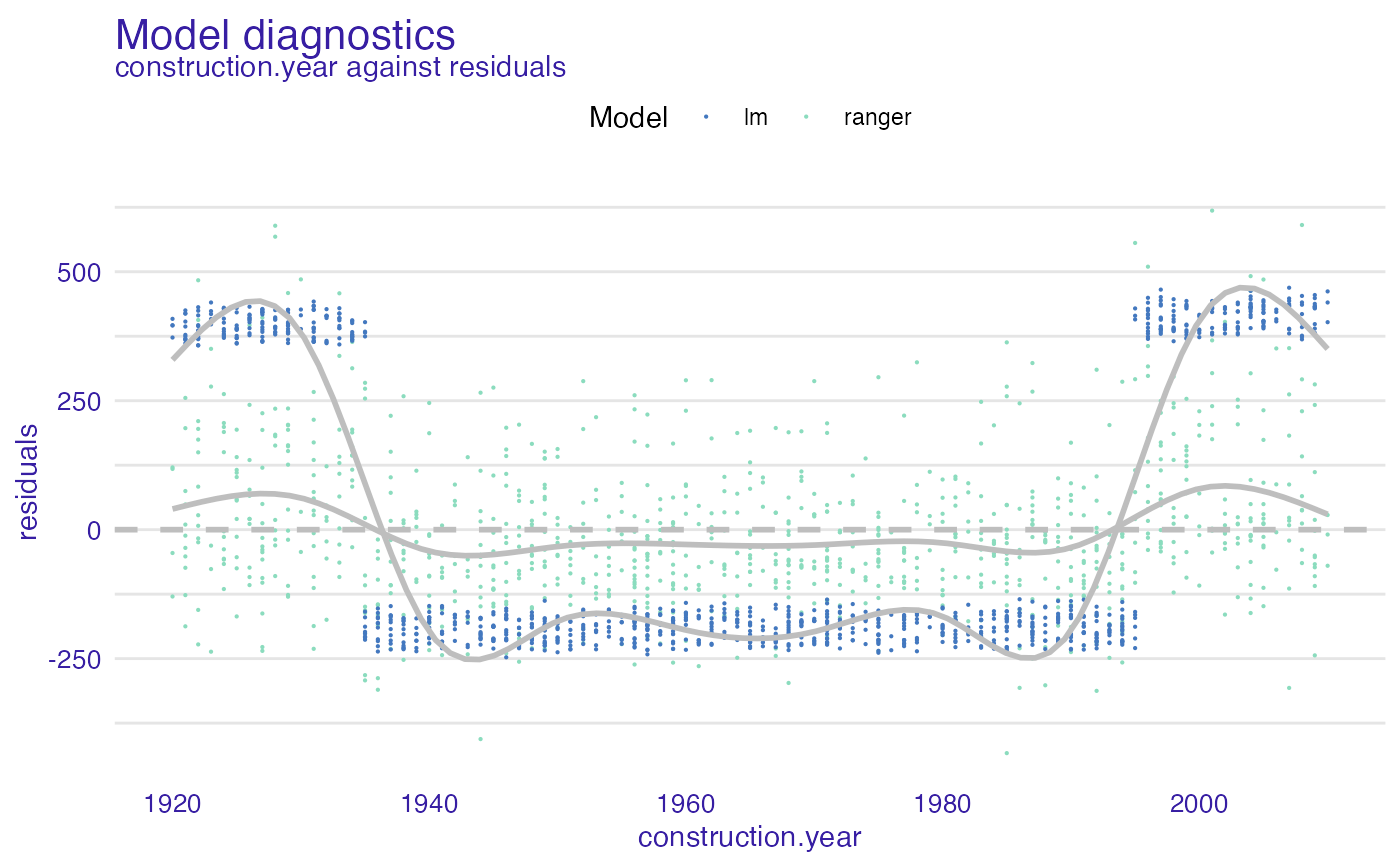 Model diagnostics
construction.year against residuals
Model lm ranger
500
250
0
-250
residuals
1920 1940 1960 1980 2000
construction.year